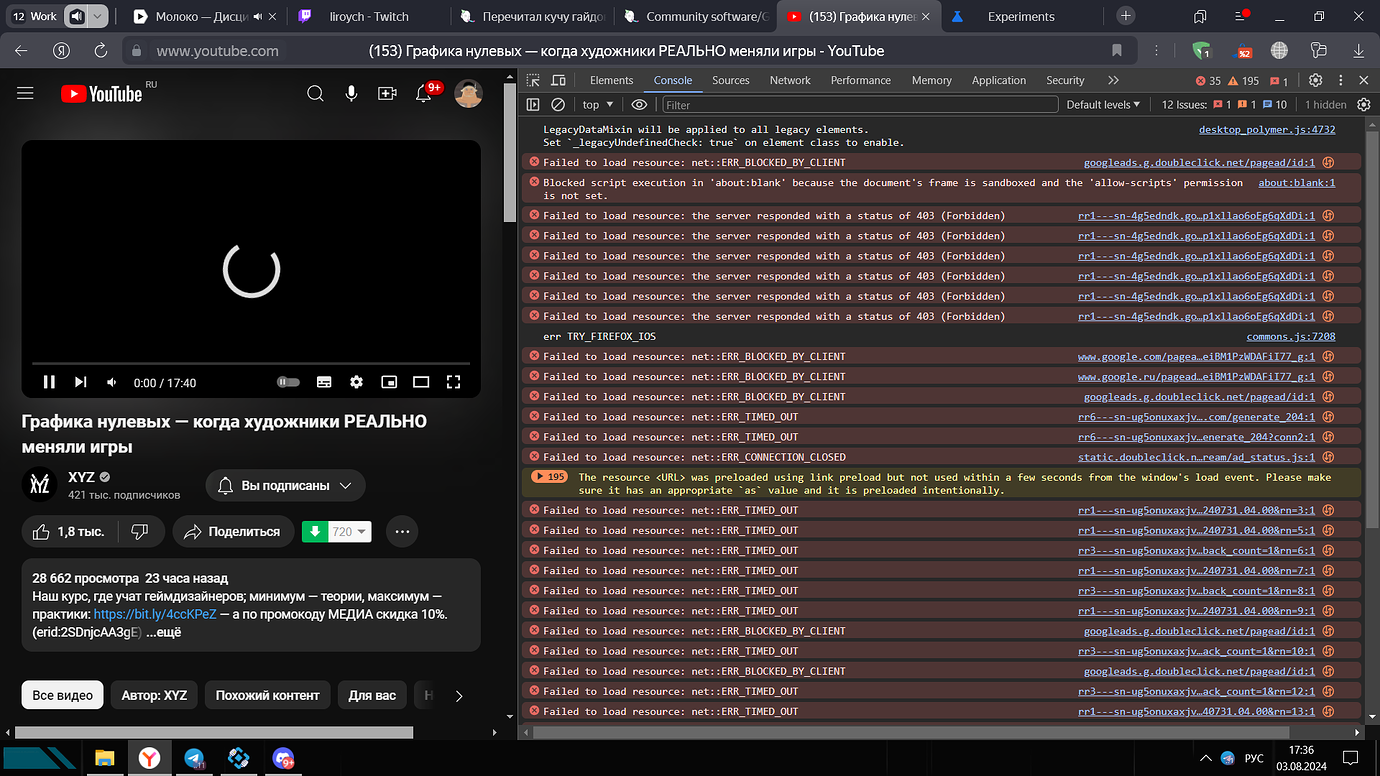 12 Work
Молоко — Дисци
liroych - Twitch
Перечитал кучу гайдо
Community software/G
(153) Графика нулев
Experiments
www.youtube.com
(153) Графика нулевых — когда художники РЕАЛЬНО меняли игры - YouTube
1
%2
YouTube RU
9+
0:00 / 17:40
Графика нулевых — когда художники РЕАЛЬНО
меняли игры
XYZ
421 тыс. подписчиков
Вы подписаны
1,8 тыс.
Поделиться
720
28 662 просмотра 23 часа назад
Наш курс, где учат геймдизайнеров; минимум — теории, максимум —
практики: https://bit.ly/4ccKPeZ — а по промокоду МЕДИА скидка 10%.
(erid:2SDnjcAA3gE) ...ещё
Все видео
Автор: XYZ
Похожий контент
Для вас
Н
Elements
Console
Sources
Network
Performance
Memory
Application
Security
35
195
1
top
Filter
Default levels
12 Issues: 1 1 10
1 hidden
LegacyDataMixin will be applied to all legacy elements. desktop_polymer.js:4732
Set `_legacyUndefinedCheck: true` on element class to enable.
Failed to load resource: net::ERR_BLOCKED_BY_CLIENT googleads.g.doubleclick.net/pagead/id:1
Blocked script execution in 'about:blank' because the document's frame is sandboxed and the 'allow-scripts' permission about:blank:1
is not set.
Failed to load resource: the server responded with a status of 403 (Forbidden) rr1---sn-4g5edndk.go…p1xllao6oEg6qXdDi:1
Failed to load resource: the server responded with a status of 403 (Forbidden) rr1---sn-4g5edndk.go…p1xllao6oEg6qXdDi:1
Failed to load resource: the server responded with a status of 403 (Forbidden) rr1---sn-4g5edndk.go…p1xllao6oEg6qXdDi:1
Failed to load resource: the server responded with a status of 403 (Forbidden) rr1---sn-4g5edndk.go…p1xllao6oEg6qXdDi:1
Failed to load resource: the server responded with a status of 403 (Forbidden) rr1---sn-4g5edndk.go…p1xllao6oEg6qXdDi:1
Failed to load resource: the server responded with a status of 403 (Forbidden) rr1---sn-4g5edndk.go…p1xllao6oEg6qXdDi:1
err TRY_FIREFOX_IOS commons.js:7208
Failed to load resource: net::ERR_BLOCKED_BY_CLIENT www.google.com/pagea…eiBM1PzWDAFiI77_g:1
Failed to load resource: net::ERR_BLOCKED_BY_CLIENT www.google.ru/pagead…eiBM1PzWDAFiI77_g:1
Failed to load resource: net::ERR_BLOCKED_BY_CLIENT googleads.g.doubleclick.net/pagead/id:1
Failed to load resource: net::ERR_TIMED_OUT rr6---sn-ug5onuxaxjv….com/generate_204:1
Failed to load resource: net::ERR_TIMED_OUT rr6---sn-ug5onuxaxjv…enerate_204?conn2:1
Failed to load resource: net::ERR_CONNECTION_CLOSED static.doubleclick.n…ream/ad_status.js:1
195 The resource <URL> was preloaded using link preload but not used within a few seconds from the window's load event. Please make
sure it has an appropriate `as` value and it is preloaded intentionally.
Failed to load resource: net::ERR_TIMED_OUT rr1---sn-ug5onuxaxjv…240731.04.00&rn=3:1
Failed to load resource: net::ERR_TIMED_OUT rr1---sn-ug5onuxaxjv…240731.04.00&rn=5:1
Failed to load resource: net::ERR_TIMED_OUT rr3---sn-ug5onuxaxjv…back_count=1&rn=6:1
Failed to load resource: net::ERR_TIMED_OUT rr1---sn-ug5onuxaxjv…240731.04.00&rn=7:1
Failed to load resource: net::ERR_TIMED_OUT rr3---sn-ug5onuxaxjv…back_count=1&rn=8:1
Failed to load resource: net::ERR_TIMED_OUT rr1---sn-ug5onuxaxjv…240731.04.00&rn=9:1
Failed to load resource: net::ERR_BLOCKED_BY_CLIENT googleads.g.doubleclick.net/pagead/id:1
Failed to load resource: net::ERR_TIMED_OUT rr3---sn-ug5onuxaxjv…ack_count=1&rn=10:1
Failed to load resource: net::ERR_BLOCKED_BY_CLIENT googleads.g.doubleclick.net/pagead/id:1
Failed to load resource: net::ERR_TIMED_OUT rr3---sn-ug5onuxaxjv…ack_count=1&rn=12:1
Failed to load resource: net::ERR_TIMED_OUT rr1---sn-ug5onuxaxjv…40731.04.00&rn=13:1
9+
РУС
17:36
03.08.2024